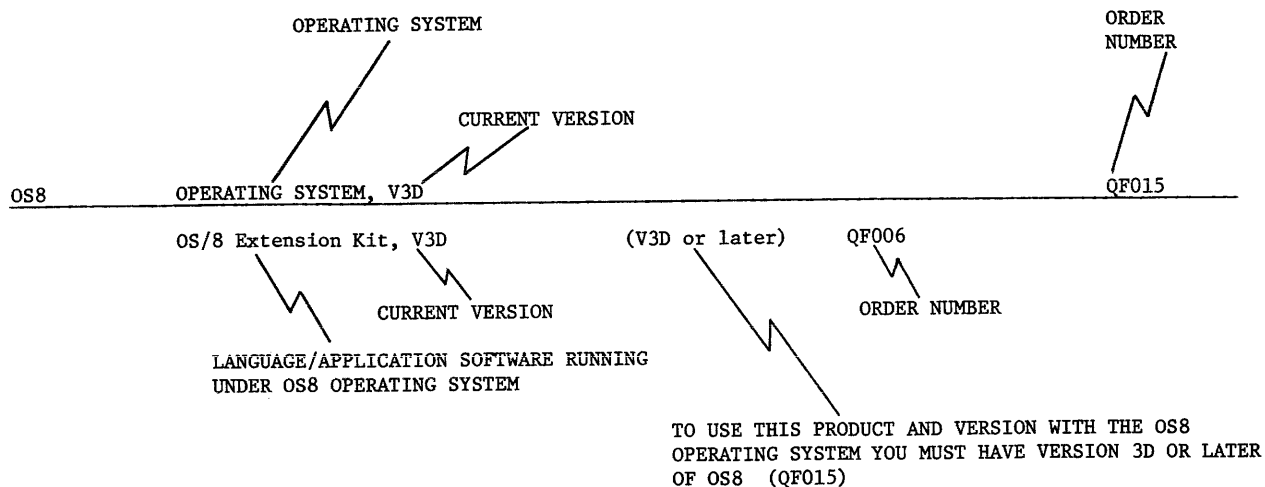 OPERATING SYSTEM
ORDER
NUMBER
CURRENT VERSION
OS8 OPERATING SYSTEM, V3D QF015
OS/8 Extension Kit, V3D (V3D or later) QF006
CURRENT VERSION
ORDER NUMBER
LANGUAGE/APPLICATION SOFTWARE RUNNING
UNDER OS8 OPERATING SYSTEM
TO USE THIS PRODUCT AND VERSION WITH THE OS8
OPERATING SYSTEM YOU MUST HAVE VERSION 3D OR LATER
OF OS8 (QF015)